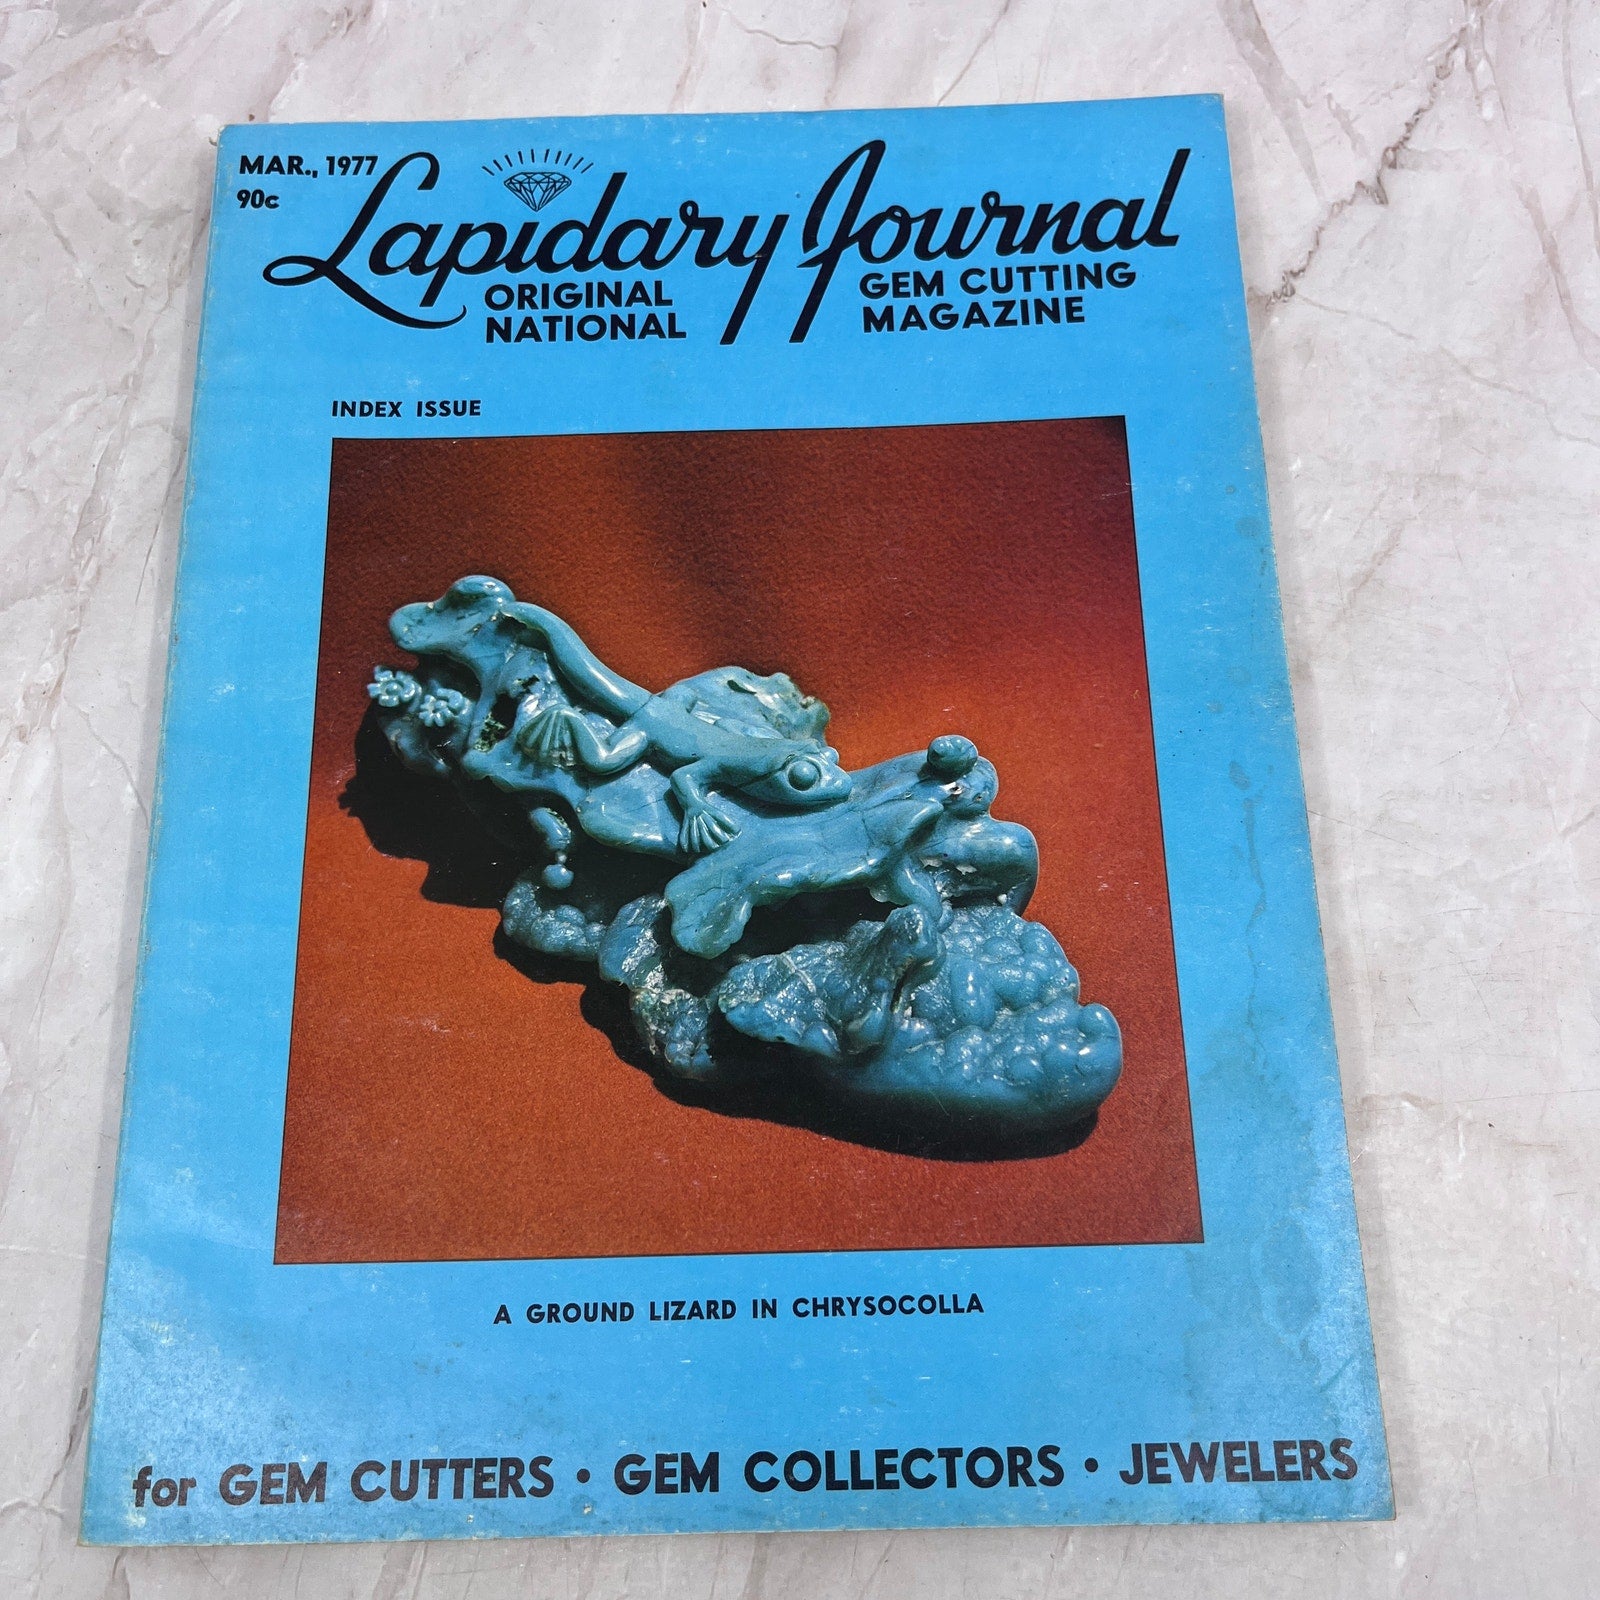 MAR., 1977
90c
Lapidary Journal
ORIGINAL
NATIONAL
GEM CUTTING
MAGAZINE
INDEX ISSUE
A GROUND LIZARD IN CHRYSOCOLLA
for GEM CUTTERS • GEM COLLECTORS • JEWELERS